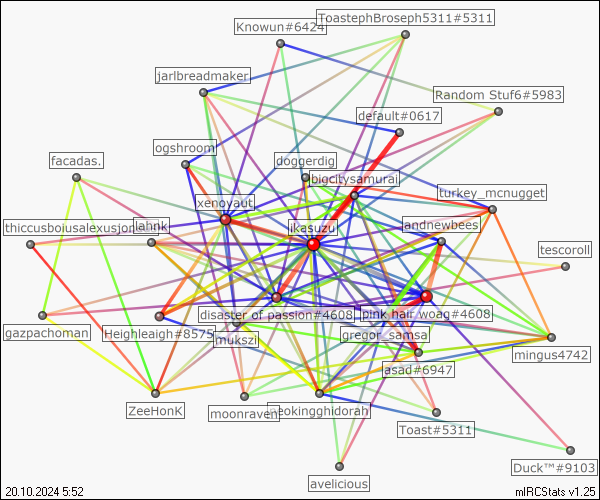 ToastephBroseph5311#5311
Knowun#6424
jarlbreadmaker
Random Stuf6#5983
default#0617
ogshroom
doggerdig
facadas.
bigcitysamurai
turkey_mcnugget
xenoyaut
thiccusboiusalexusjor
lahnk
ikasuzu
andnewbees
tescoroll
disaster of passion#4608
pink hair woag#4608
gazpachoman
Heighleaigh#8575
mukszi
gregor_samsa
mingus4742
asad#6947
ZeeHonK
moonraven
neokingghidorah
Toast#5311
Duck™#9103
avelicious
20.10.2024 5:52
mIRCStats v1.25